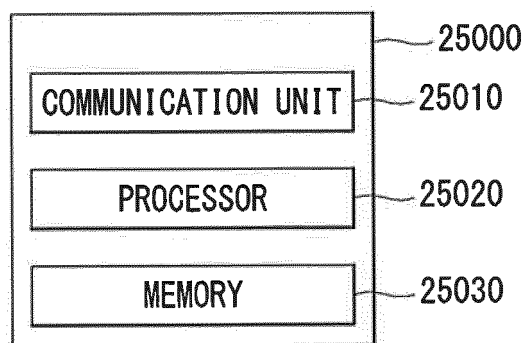 25000
COMMUNICATION UNIT 25010
PROCESSOR 25020
MEMORY 25030